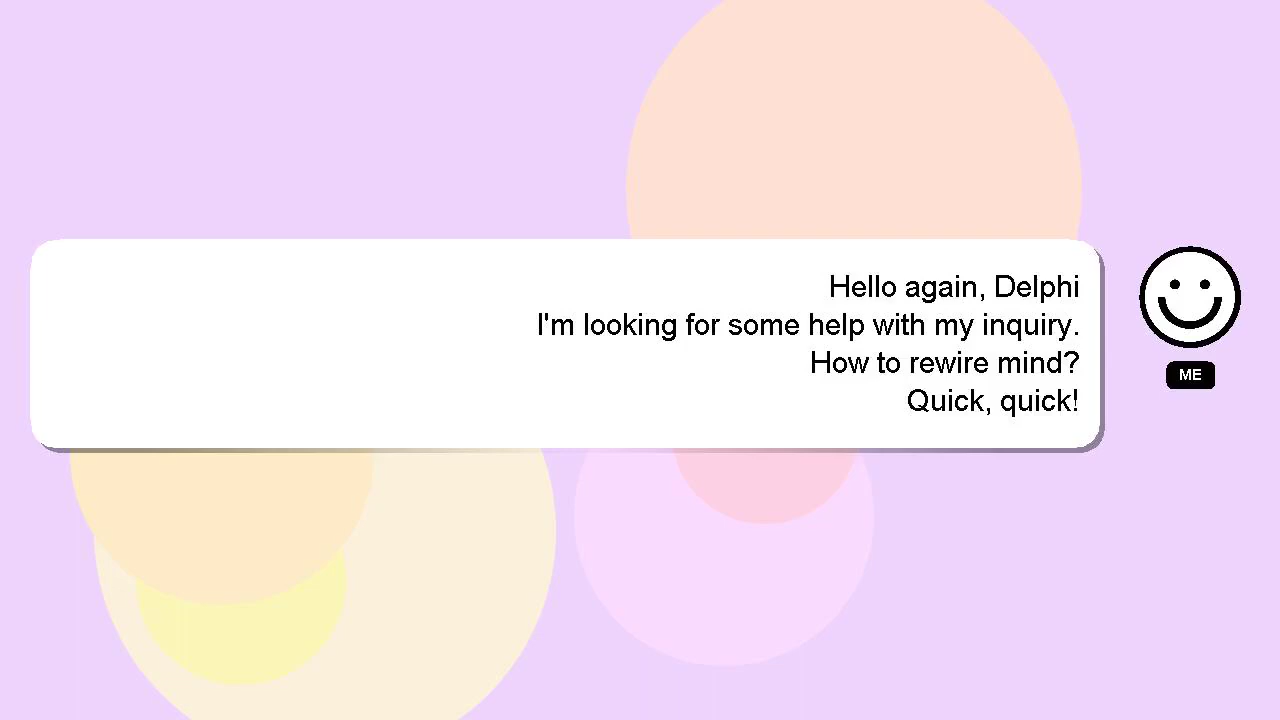 Hello again, Delphi
I'm looking for some help with my inquiry.
How to rewire mind?
Quick, quick!
ME